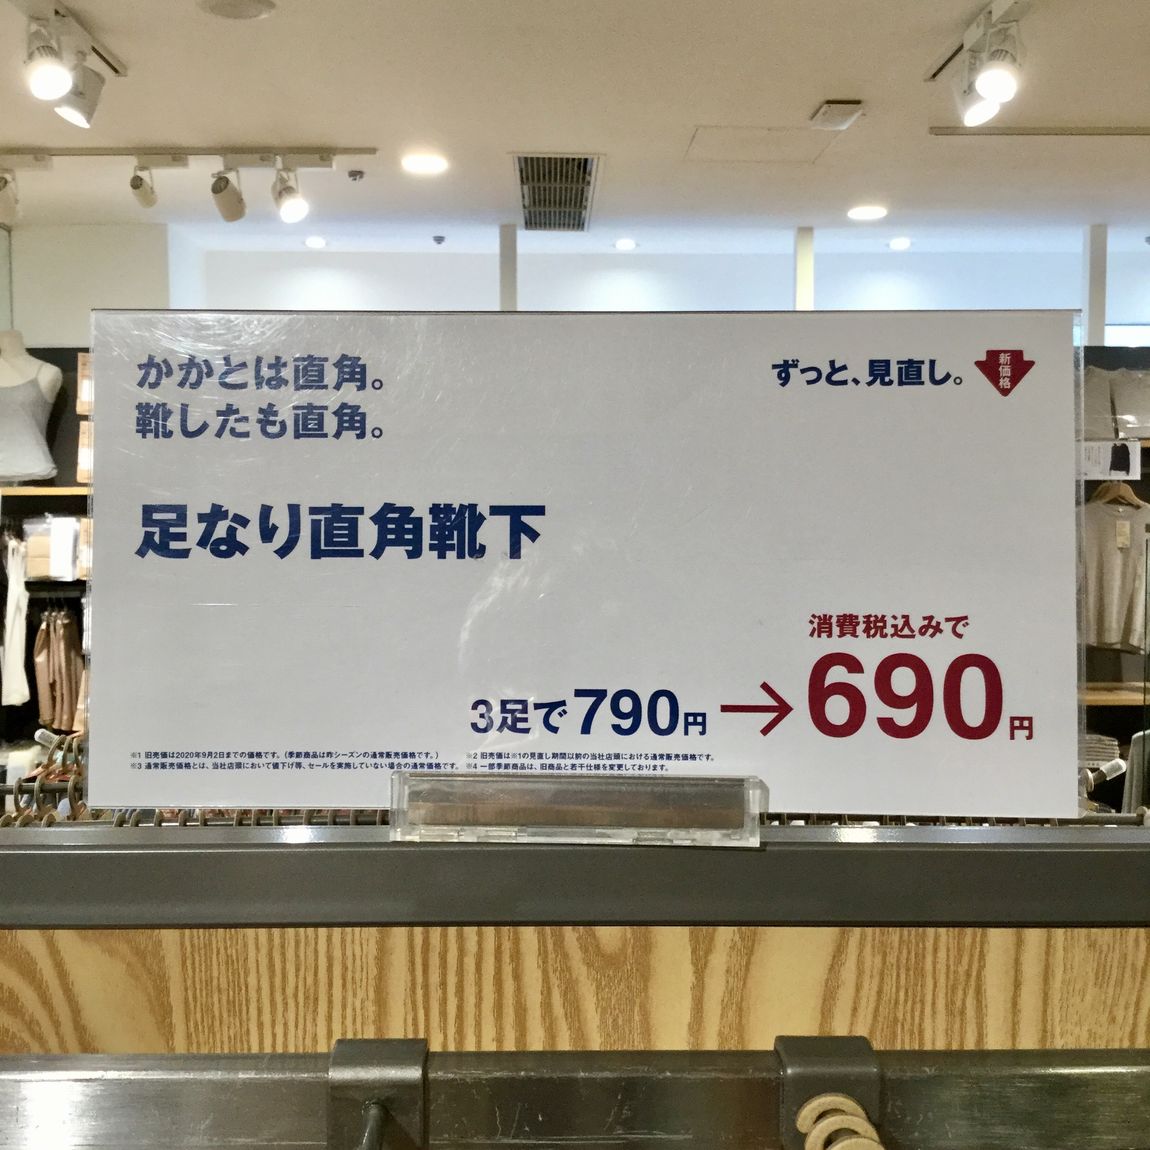 かかとは直角。
靴したも直角。
ずっと、見直し。
新価格
足なり直角靴下
消費税込みで
3足で790円→690円
※1 旧売価は2020年9月2日までの価格です。(季節商品は昨シーズンの通常販売価格です。)
※2 旧売価は※1の見直し期間以前の当社店頭における通常販売価格です。
※3 通常販売価格とは、当社店頭において値下げ等、セールを実施していない場合の通常価格です。
※4 一部季節商品は、旧商品と若干仕様を変更しております。